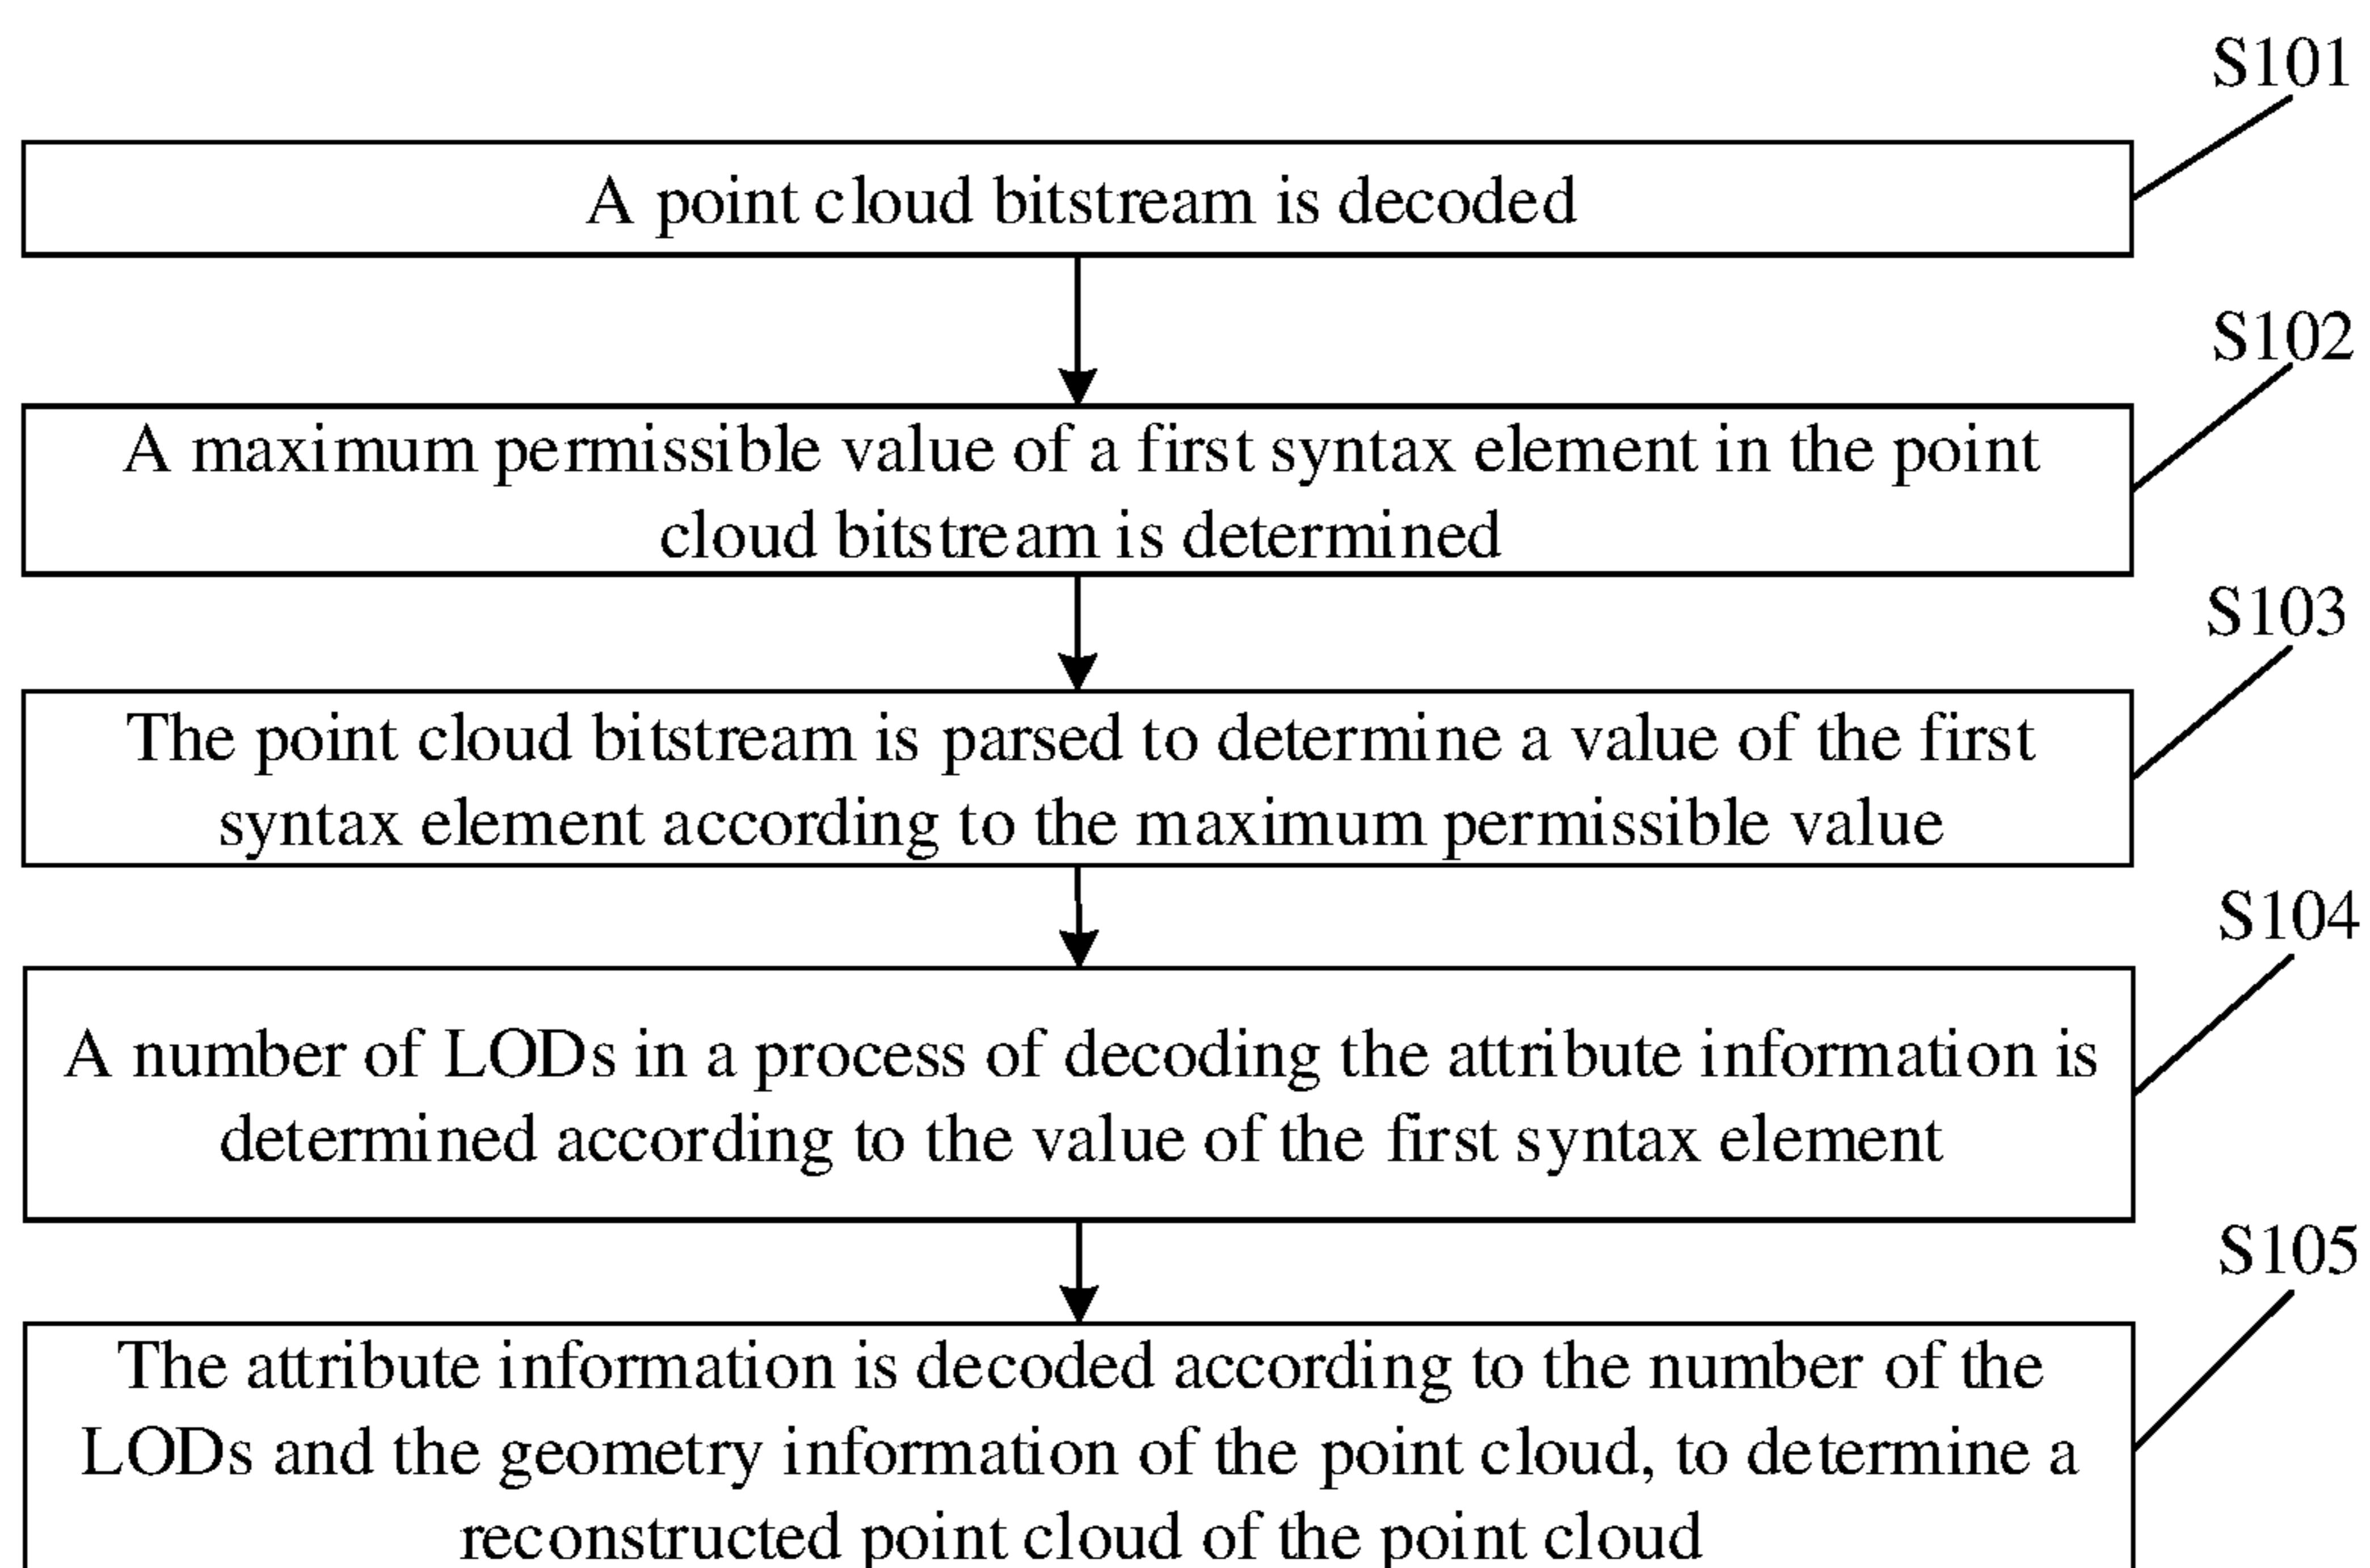 S101
A point cloud bitstream is decoded
S102
A maximum permissible value of a first syntax element in the point
cloud bitstream is determined
S103
The point cloud bitstream is parsed to determine a value of the first
syntax element according to the maximum permissible value
S104
A number of LODs in a process of decoding the attribute information is
determined according to the value of the first syntax element
S105
The attribute information is decoded according to the number of the
LODs and the geometry information of the point cloud, to determine a
reconstructed point cloud of the point cloud